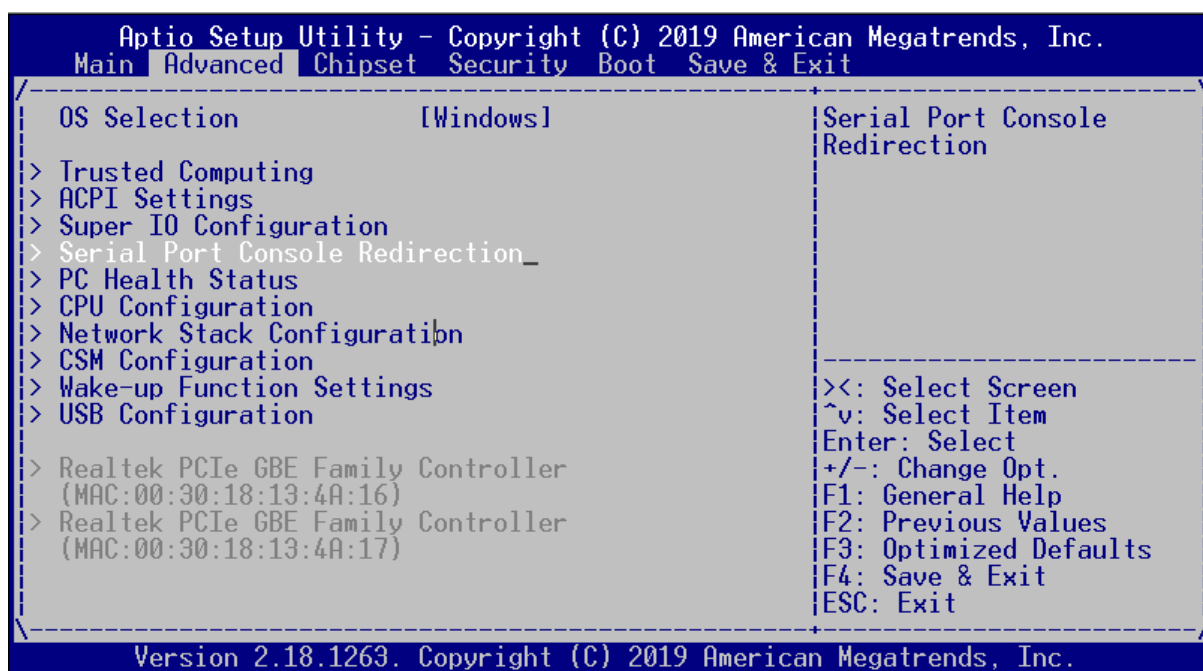 Aptio Setup Utility - Copyright (C) 2019 American Megatrends, Inc.
Main Advanced Chipset Security Boot Save & Exit
OS Selection [Windows]
> Trusted Computing
> ACPI Settings
> Super IO Configuration
> Serial Port Console Redirection_
> PC Health Status
> CPU Configuration
> Network Stack Configuration
> CSM Configuration
> Wake-up Function Settings
> USB Configuration
> Realtek PCIe GBE Family Controller
(MAC:00:30:18:13:4A:16)
> Realtek PCIe GBE Family Controller
(MAC:00:30:18:13:4A:17)
Serial Port Console
Redirection
><: Select Screen
^v: Select Item
Enter: Select
+/-: Change Opt.
F1: General Help
F2: Previous Values
F3: Optimized Defaults
F4: Save & Exit
ESC: Exit
Version 2.18.1263. Copyright (C) 2019 American Megatrends, Inc.